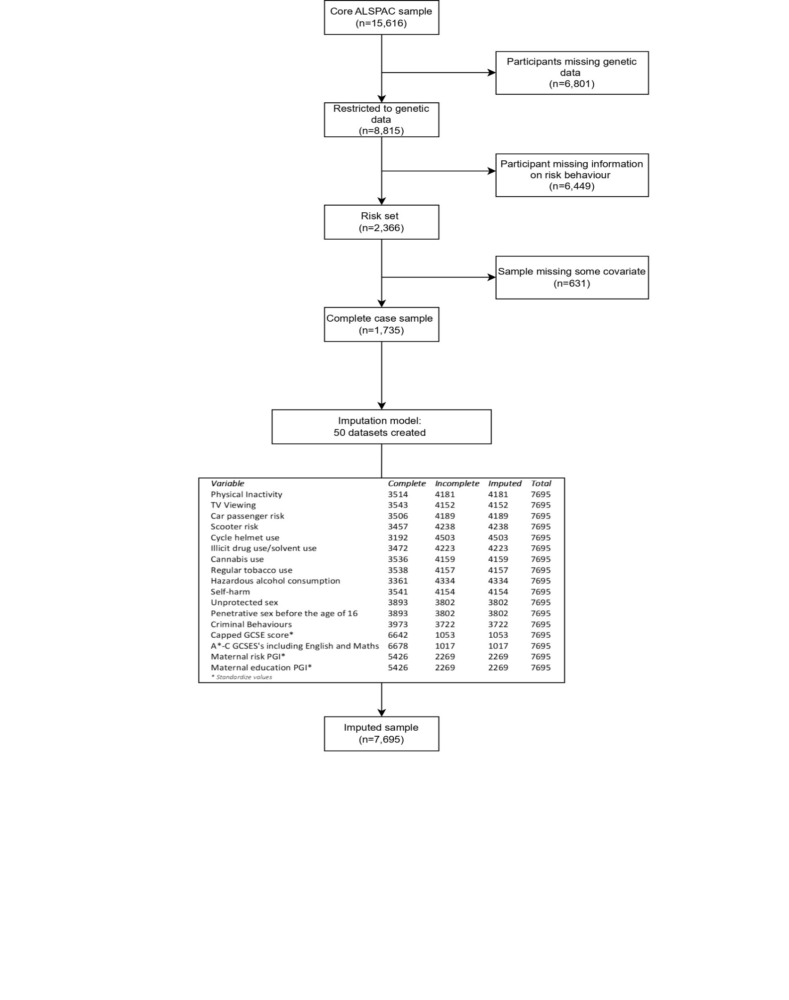 Core ALSPAC sample
(n=15,616)
Participants missing genetic
data
(n=6,801)
Restricted to genetic
data
(n=8,815)
Participant missing information
on risk behaviour
(n=6,449)
Risk set
(n=2,366)
Sample missing some covariate
(n=631)
Complete case sample
(n=1,735)
Imputation model:
50 datasets created
Variable Complete Incomplete Imputed Total
Physical Inactivity 3514 4181 4181 7695
TV Viewing 3543 4152 4152 7695
Car passenger risk 3506 4189 4189 7695
Scooter risk 3457 4238 4238 7695
Cycle helmet use 3192 4503 4503 7695
Illicit drug use/solvent use 3472 4223 4223 7695
Cannabis use 3536 4159 4159 7695
Regular tobacco use 3538 4157 4157 7695
Hazardous alcohol consumption 3361 4334 4334 7695
Self-harm 3541 4154 4154 7695
Unprotected sex 3893 3802 3802 7695
Penetrative sex before the age of 16 3893 3802 3802 7695
Criminal Behaviours 3973 3722 3722 7695
Capped GCSE score* 6642 1053 1053 7695
A*-C GCSES's including English and Maths 6678 1017 1017 7695
Maternal risk PGI* 5426 2269 2269 7695
Maternal education PGI* 5426 2269 2269 7695
* Standardize values
Imputed sample
(n=7,695)